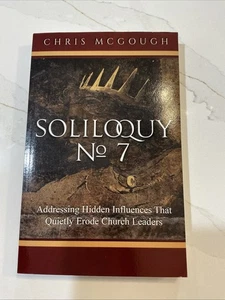 CHRIS MCGOUGH
SOLILOQUY
No 7
Addressing Hidden Influences That
Quietly Erode Church Leaders